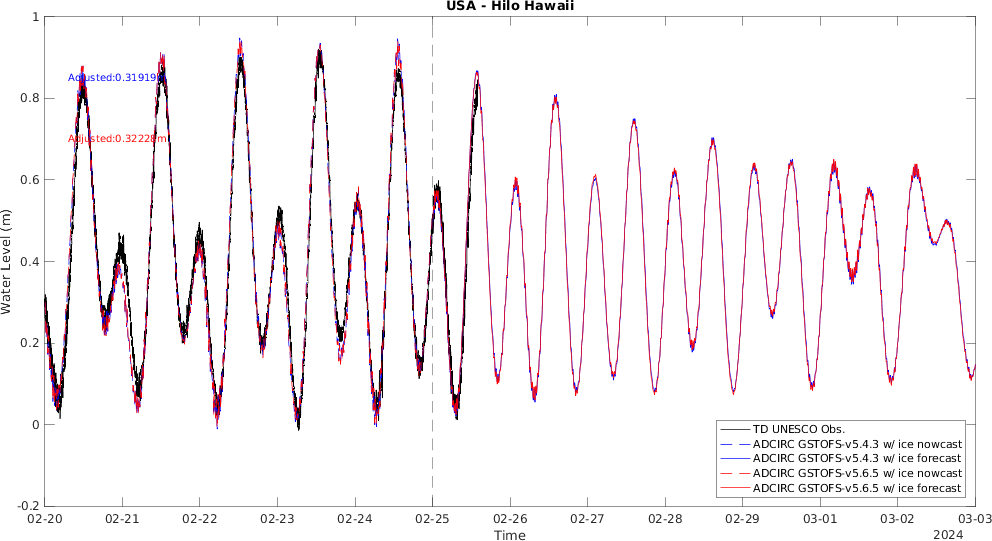 USA - Hilo Hawaii
1
0.8
0.6
0.4
0.2
0
-0.2
Water Level (m)
Adjusted:0.31919m
Adjusted:0.32228m
TD UNESCO Obs.
ADCIRC GSTOFS-v5.4.3 w/ ice nowcast
ADCIRC GSTOFS-v5.4.3 w/ ice forecast
ADCIRC GSTOFS-v5.6.5 w/ ice nowcast
ADCIRC GSTOFS-v5.6.5 w/ ice forecast
02-20 02-21 02-22 02-23 02-24 02-25 02-26 02-27 02-28 02-29 03-01 03-02 03-03
Time
2024